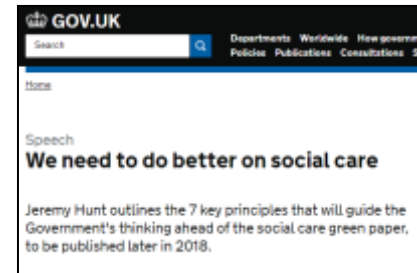 GOV.UK
Search
Departments Worldwide How governm
Policies Publications Consultations S
Home
Speech
We need to do better on social care
Jeremy Hunt outlines the 7 key principles that will guide the
Government's thinking ahead of the social care green paper,
to be published later in 2018.